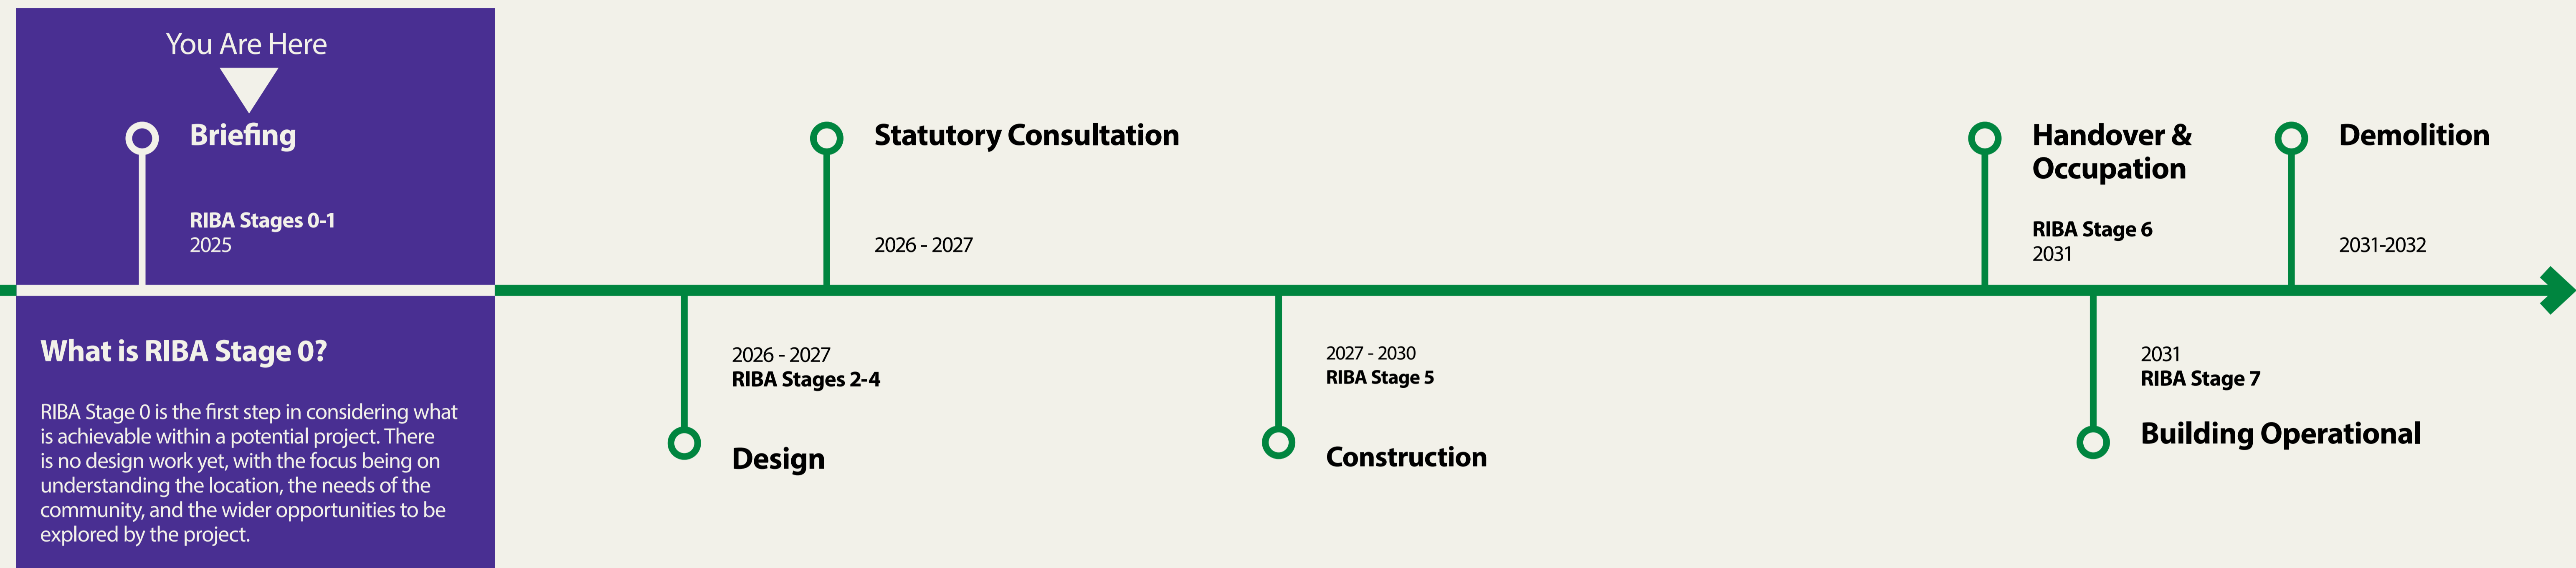 You Are Here
Briefing
RIBA Stages 0-1
2025
What is RIBA Stage 0?
RIBA Stage 0 is the first step in considering what
is achievable within a potential project. There
is no design work yet, with the focus being on
understanding the location, the needs of the
community, and the wider opportunities to be
explored by the project.
2026 - 2027
RIBA Stages 2-4
Design
Statutory Consultation
2026 - 2027
2027 - 2030
RIBA Stage 5
Construction
Handover &
Occupation
RIBA Stage 6
2031
2031
RIBA Stage 7
Building Operational
Demolition
2031-2032